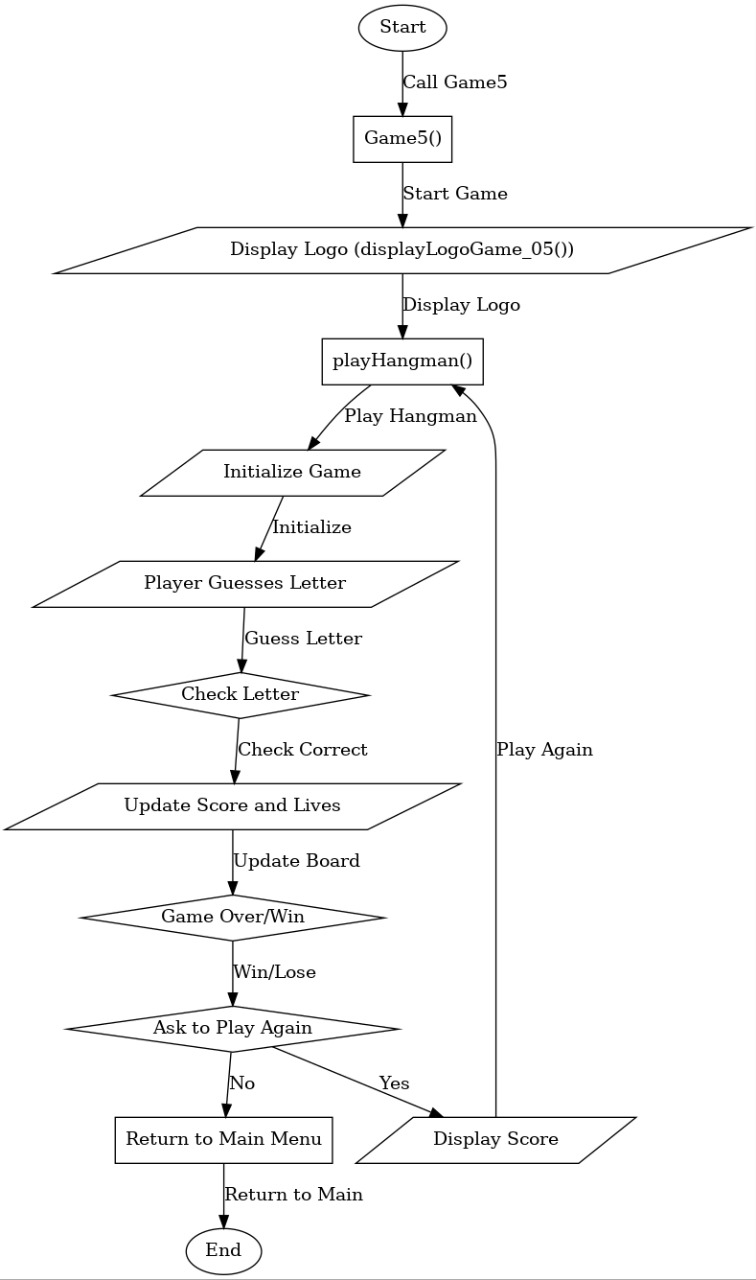 Start
Call Game5
Game5()
Start Game
Display Logo (displayLogoGame_05())
Display Logo
playHangman()
Play Hangman
Initialize Game
Initialize
Player Guesses Letter
Guess Letter
Check Letter
Check Correct
Play Again
Update Score and Lives
Update Board
Game Over/Win
Win/Lose
Ask to Play Again
No
Yes
Return to Main Menu
Display Score
Return to Main
End